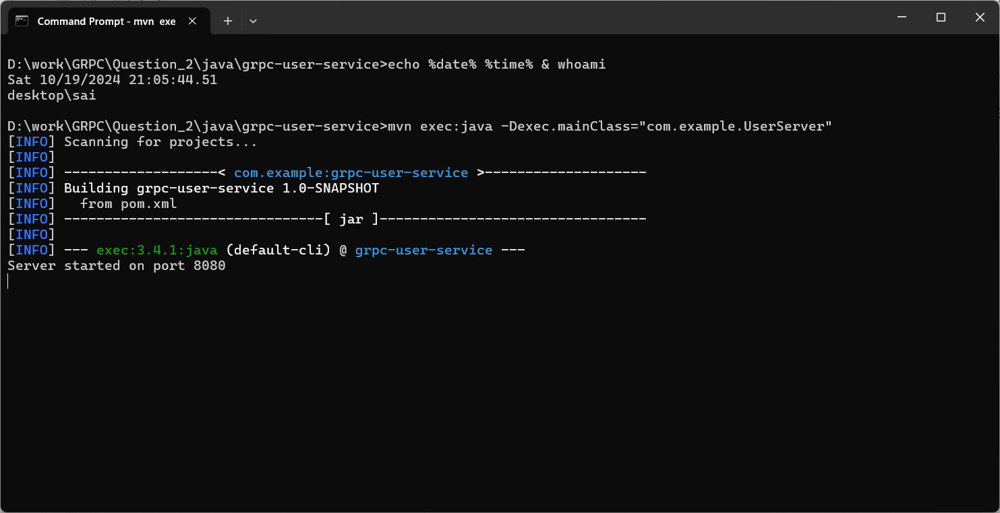 Command Prompt - mvn  exe
D:\work\GRPC\Question_2\java\grpc-user-service>echo %date% %time% & whoami
Sat 10/19/2024 21:05:44.51
desktop\sai
D:\work\GRPC\Question_2\java\grpc-user-service>mvn exec:java -Dexec.mainClass="com.example.UserServer"
[INFO] Scanning for projects...
[INFO]
[INFO] -------------------< com.example:grpc-user-service >--------------------
[INFO] Building grpc-user-service 1.0-SNAPSHOT
[INFO]   from pom.xml
[INFO] --------------------------------[ jar ]---------------------------------
[INFO]
[INFO] --- exec:3.4.1:java (default-cli) @ grpc-user-service ---
Server started on port 8080